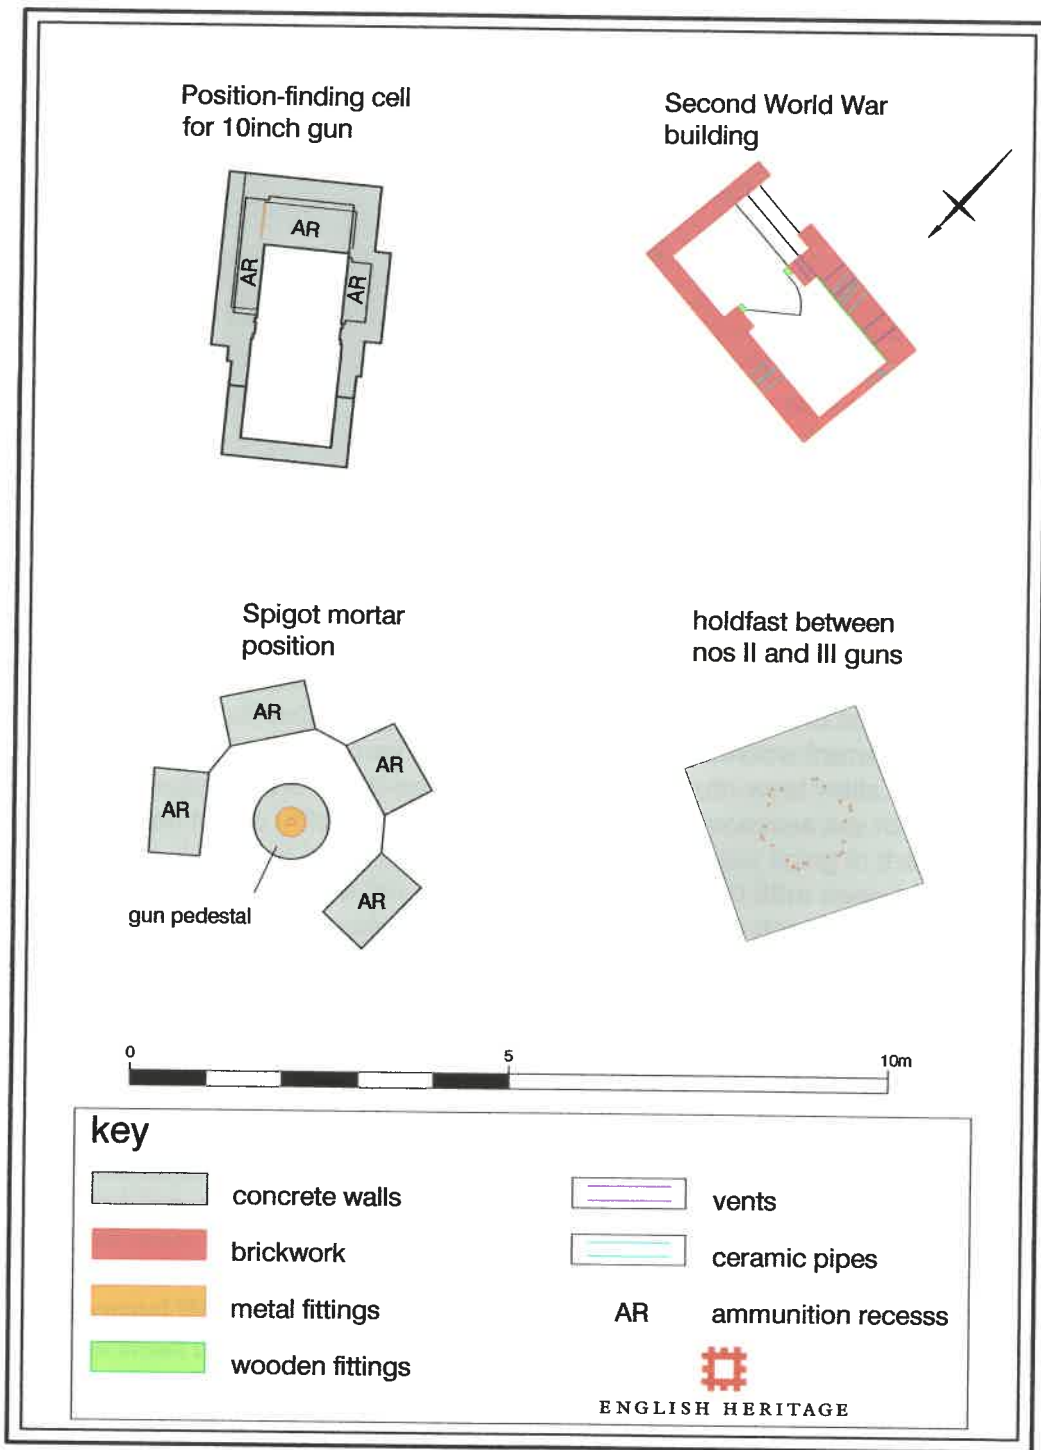 Position-finding cell
for 10inch gun
AR
AR
AR
Second World War
building
Spigot mortar
position
AR
AR
AR
AR
gun pedestal
holdfast between
nos II and III guns
0
5
10m
key
concrete walls
brickwork
metal fittings
wooden fittings
vents
ceramic pipes
AR
ammunition recesss
ENGLISH HERITAGE